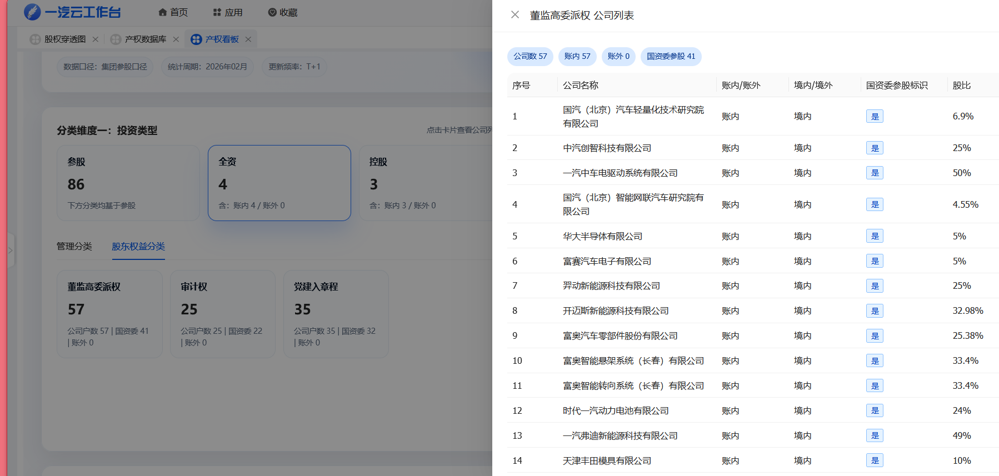 一汽云工作台
首页
应用
收藏
股权穿透图
产权数据库
产权看板
数据口径：集团参股口径
统计周期：2026年02月
更新频率：T+1
分类维度一：投资类型
点击卡片查看公司列
参股
86
下方分类均基于参股
全资
4
含：账内 4 / 账外 0
控股
3
含：账内 3 / 账外 0
管理分类
股东权益分类
董监高委派权
57
公司户数 57 | 国资委 41
| 账外 0
审计权
25
公司户数 25 | 国资委 22
| 账外 0
党建入章程
35
公司户数 35 | 国资委 32
| 账外 0
董监高委派权 公司列表
公司数 57
账内 57
账外 0
国资委参股 41
序号 公司名称 账内/账外 境内/境外 国资委参股标识 股比
1 国汽（北京）汽车轻量化技术研究院
有限公司 账内 境内 是 6.9%
2 中汽创智科技有限公司 账内 境内 是 25%
3 一汽中车电驱动系统有限公司 账内 境内 是 50%
4 国汽（北京）智能网联汽车研究院有
限公司 账内 境内 是 4.55%
5 华大半导体有限公司 账内 境内 是 5%
6 富赛汽车电子有限公司 账内 境内 是 5%
7 羿动新能源科技有限公司 账内 境内 是 25%
8 开迈斯新能源科技有限公司 账内 境内 是 32.98%
9 富奥汽车零部件股份有限公司 账内 境内 是 25.38%
10 富奥智能悬架系统（长春）有限公司 账内 境内 是 33.4%
11 富奥智能转向系统（长春）有限公司 账内 境内 是 33.4%
12 时代一汽动力电池有限公司 账内 境内 是 24%
13 一汽弗迪新能源科技有限公司 账内 境内 是 49%
14 天津丰田模具有限公司 账内 境内 是 10%